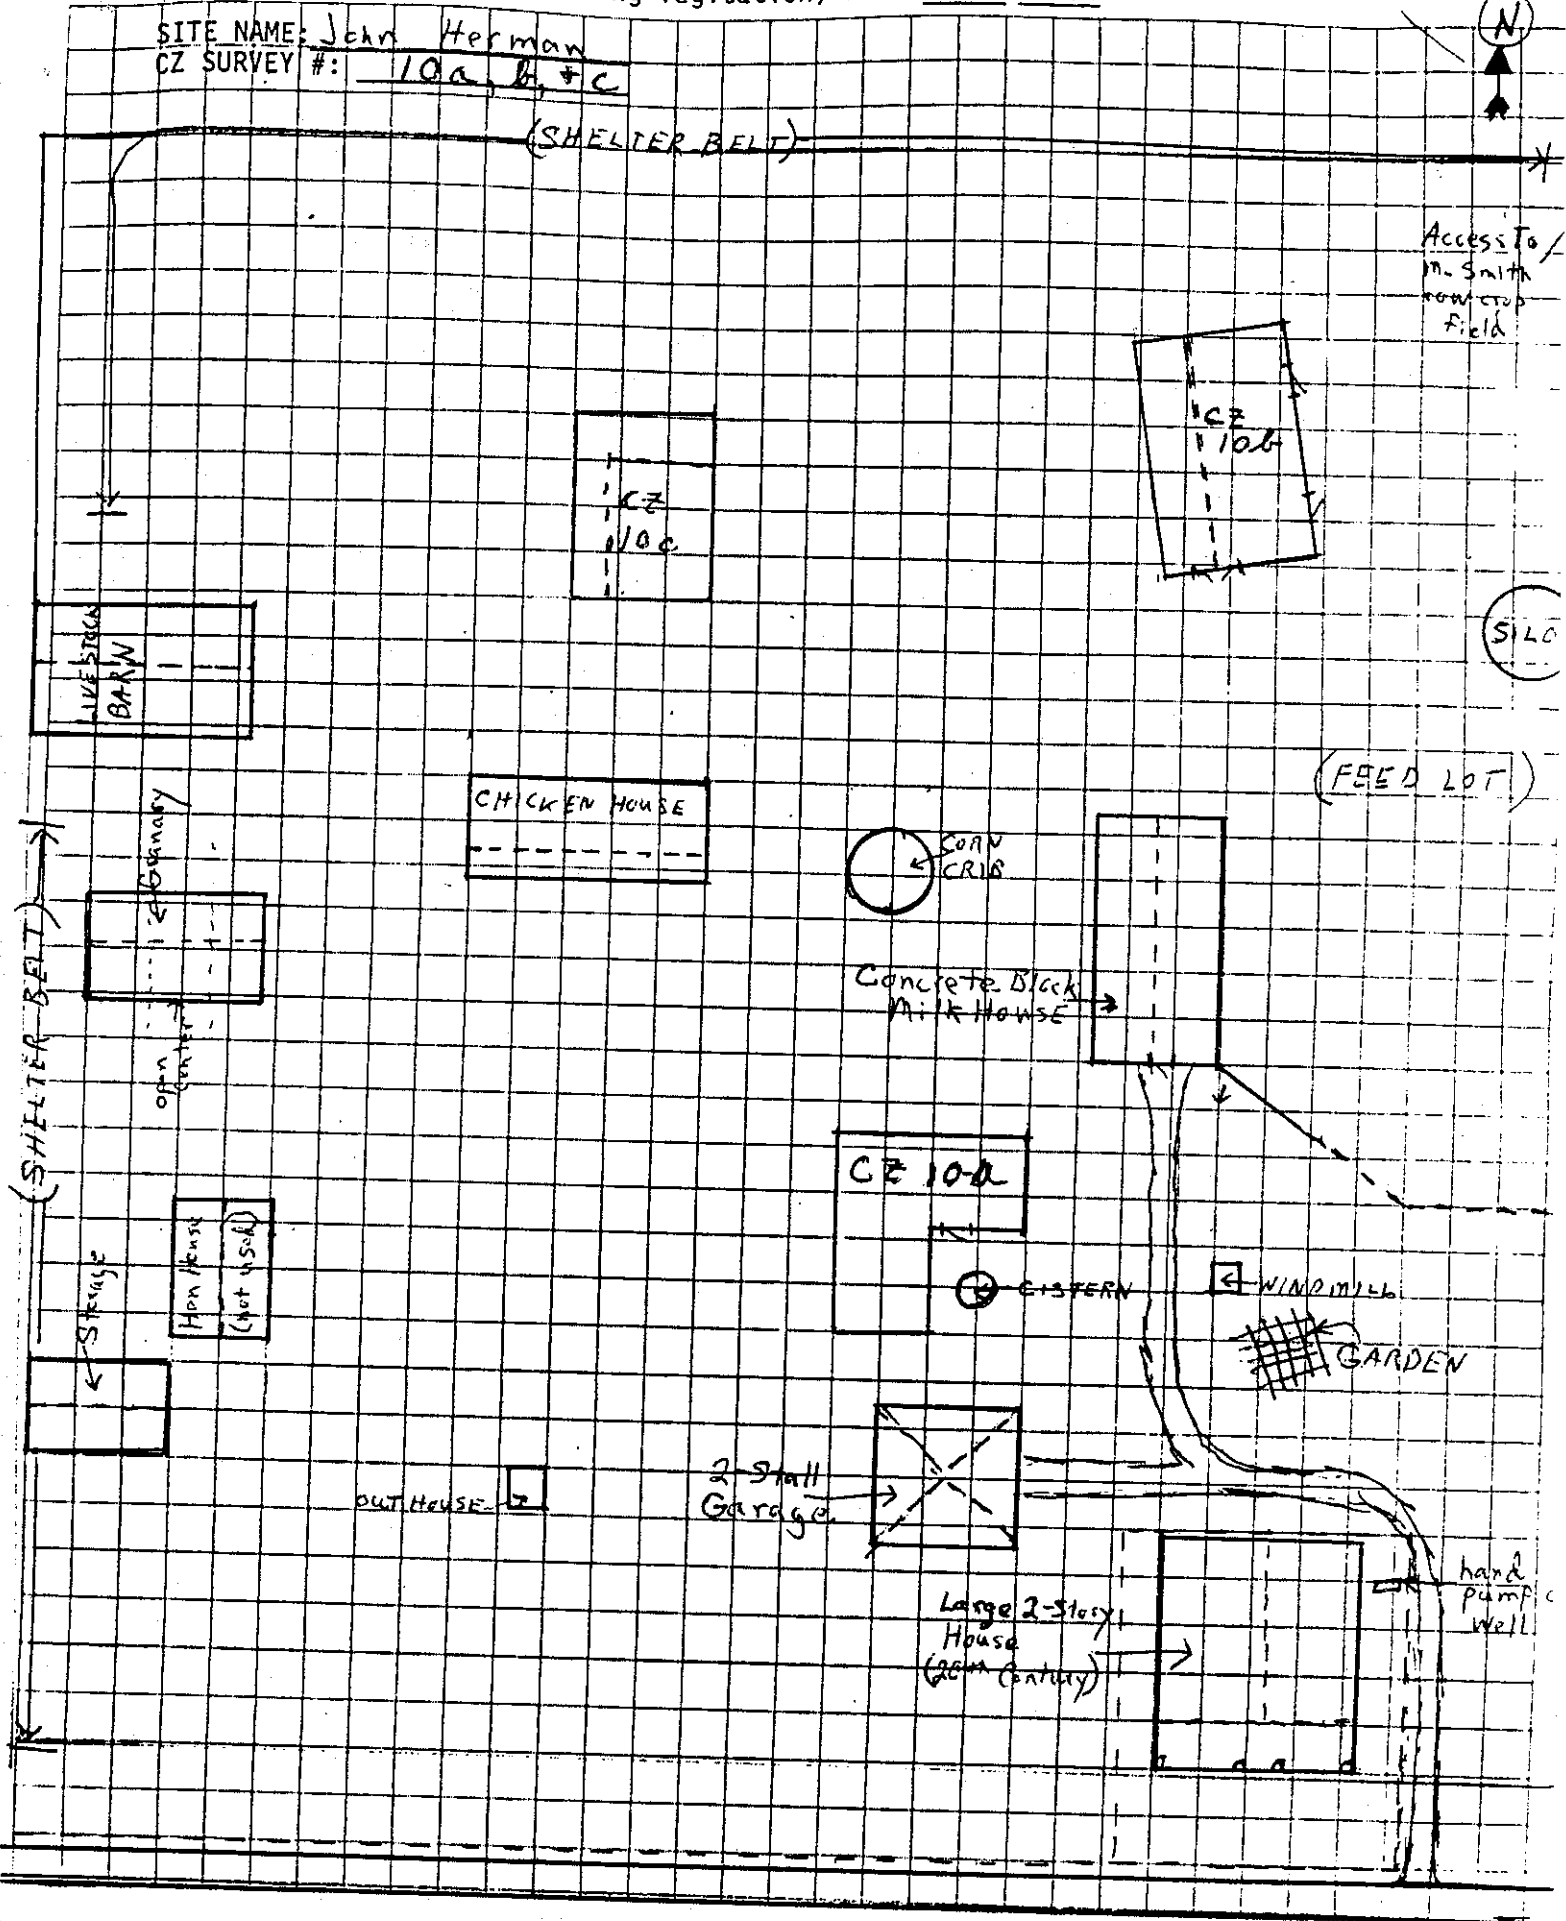 SITE NAME: John Herman
CZ SURVEY #: 10a, b, + c
N
(SHELTER BELT)
Access To
M. Smith
row crop
field
CZ
10b
CZ
10c
SILO
LIVESTOCK
BARN
(FEED LOT)
CHICKEN HOUSE
CORN
CRIB
Granary
(SHELTER BELT)
Concrete Block
Milk House
open
center
CZ 10-a
Hen House
(not used)
Storage
CISTERN
WINDMILL
GARDEN
2-Stall
Garage
OUTHOUSE
hand
pump
well
Large 2-Story
House
(20th Century)